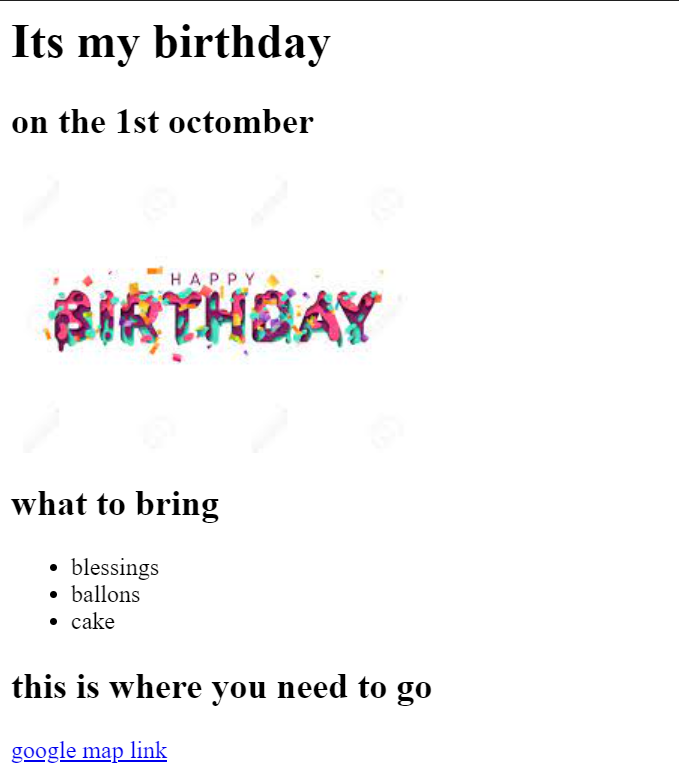 Its my birthday
on the 1st octomber
HAPPY
BIRTHDAY
what to bring
blessings
ballons
cake
this is where you need to go
google map link